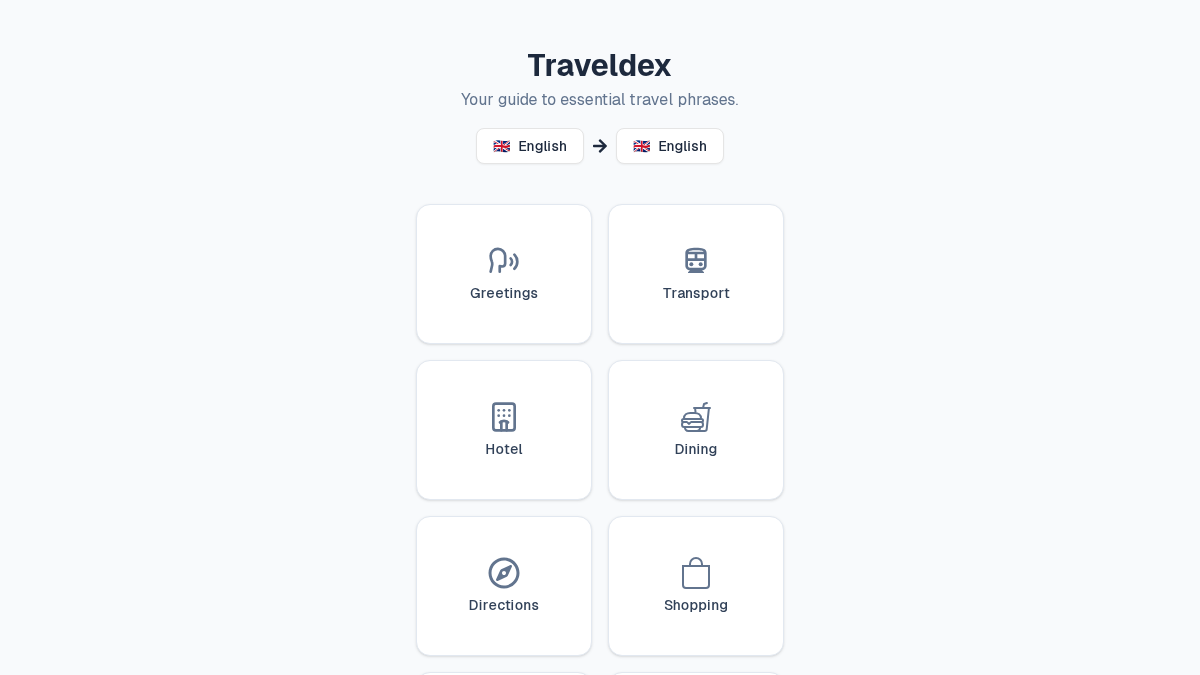 Traveldex
Your guide to essential travel phrases.
English → English
Greetings
Transport
Hotel
Dining
Directions
Shopping